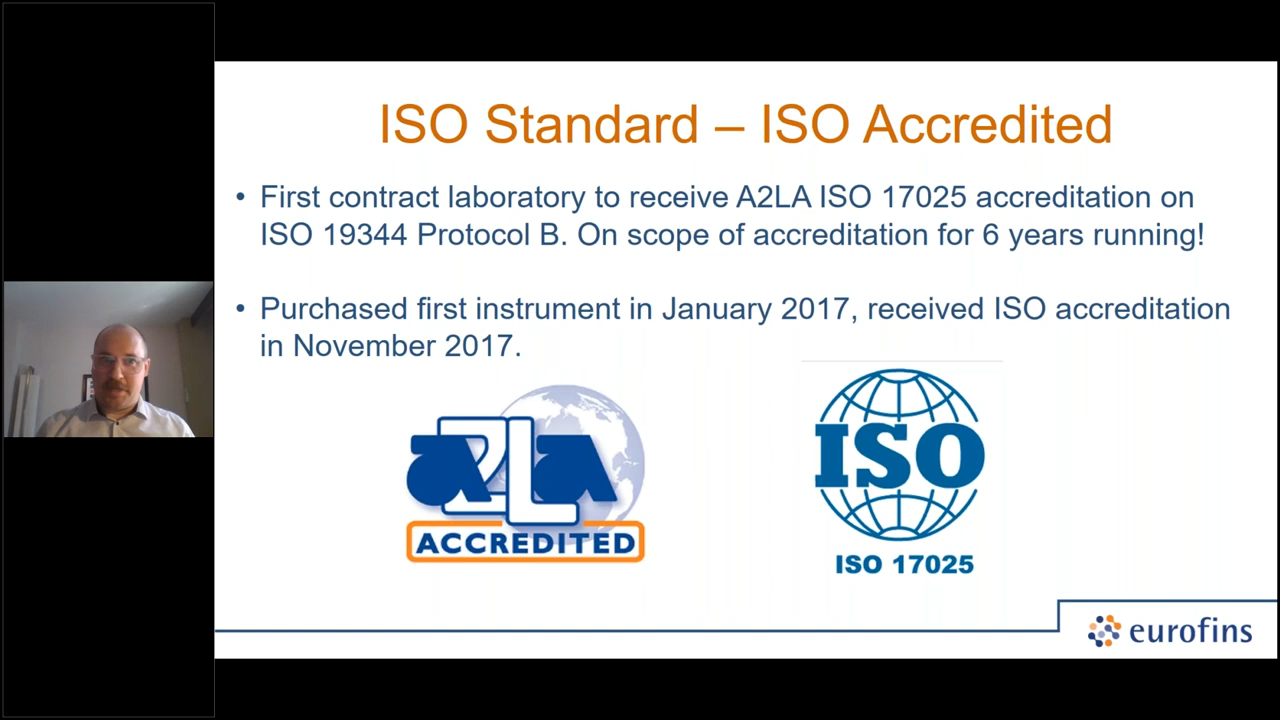 ISO Standard – ISO Accredited
• First contract laboratory to receive A2LA ISO 17025 accreditation on
ISO 19344 Protocol B. On scope of accreditation for 6 years running!
• Purchased first instrument in January 2017, received ISO accreditation
in November 2017.
A2LA
ACCREDITED
ISO
ISO 17025
eurofins